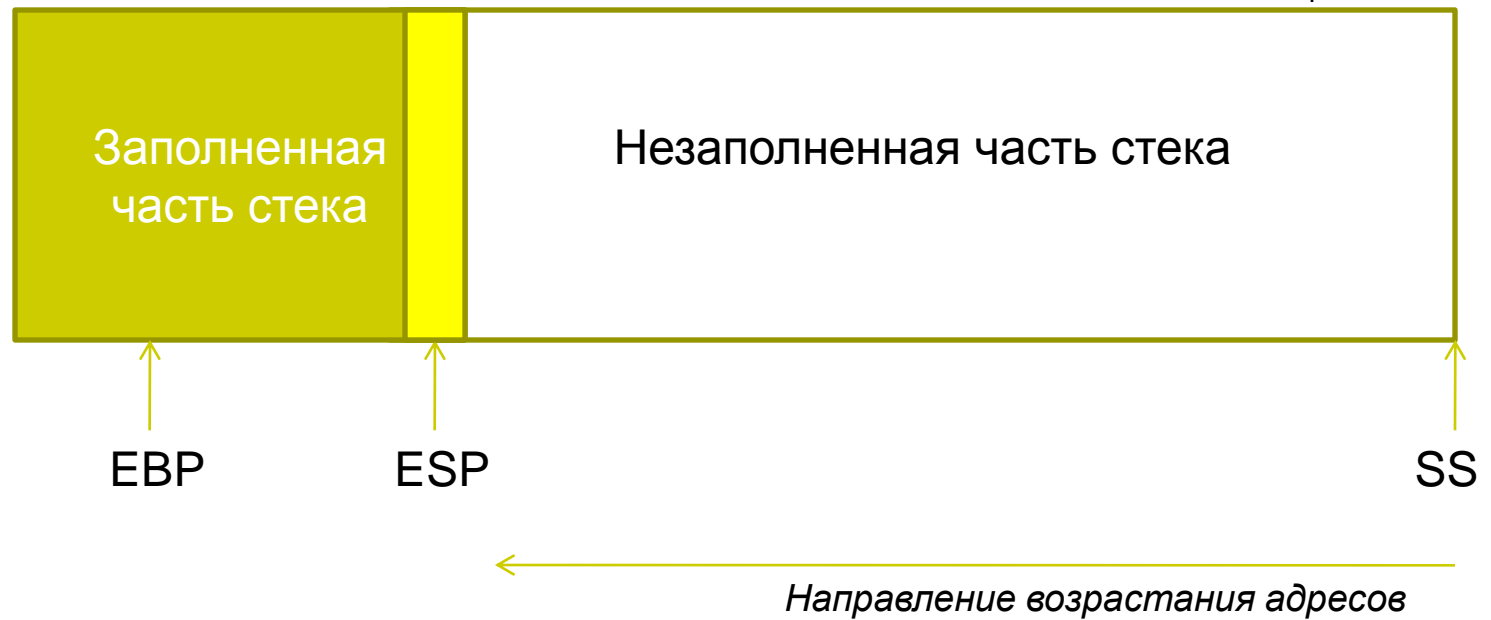 Заполненная
часть стека
Незаполненная часть стека
EBP
ESP
SS
Направление возрастания адресов